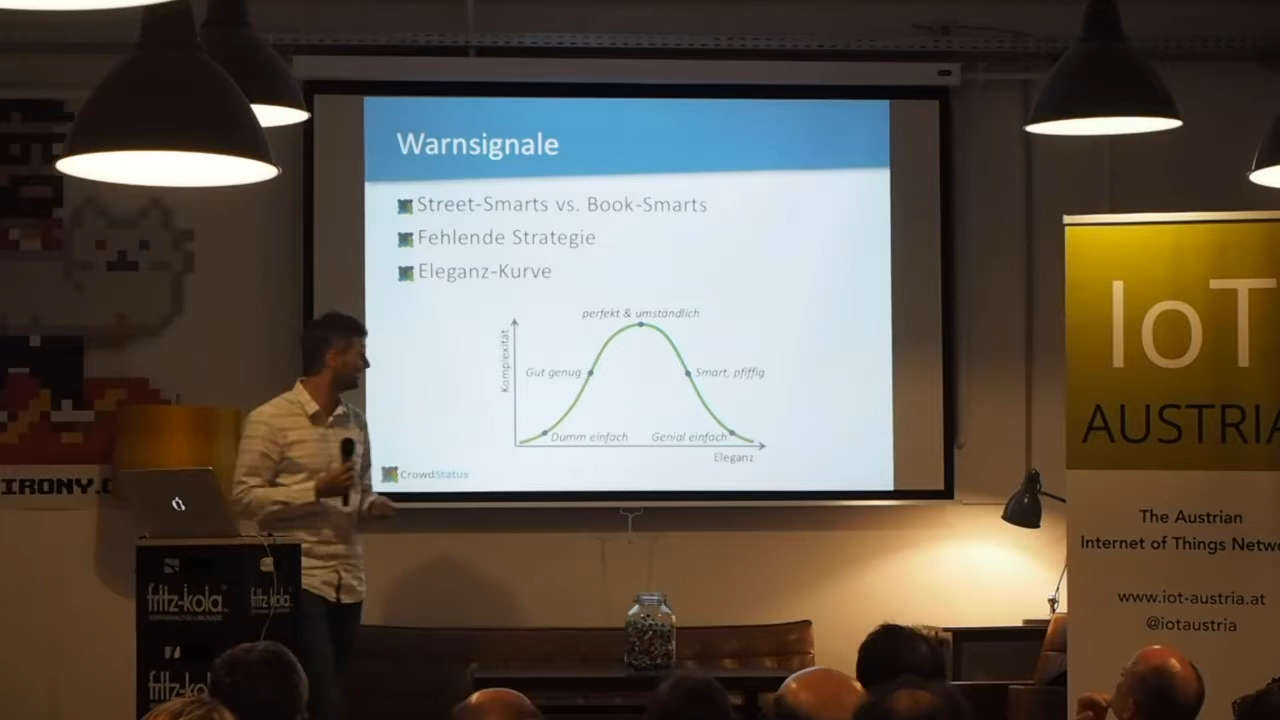 Warnsignale
Street-Smarts vs. Book-Smarts
Fehlende Strategie
Eleganz-Kurve
perfekt & umständlich
Komplexität
Gut genug
Smart, pfiffig
Dumm einfach
Genial einfach
Eleganz
CrowdStatus
IRONY.C
fritz-kola
fritz-kola
fritz-kol
IoT
AUSTRIA
The Austrian
Internet of Things Netw
www.iot-austria.at
@iotaustria